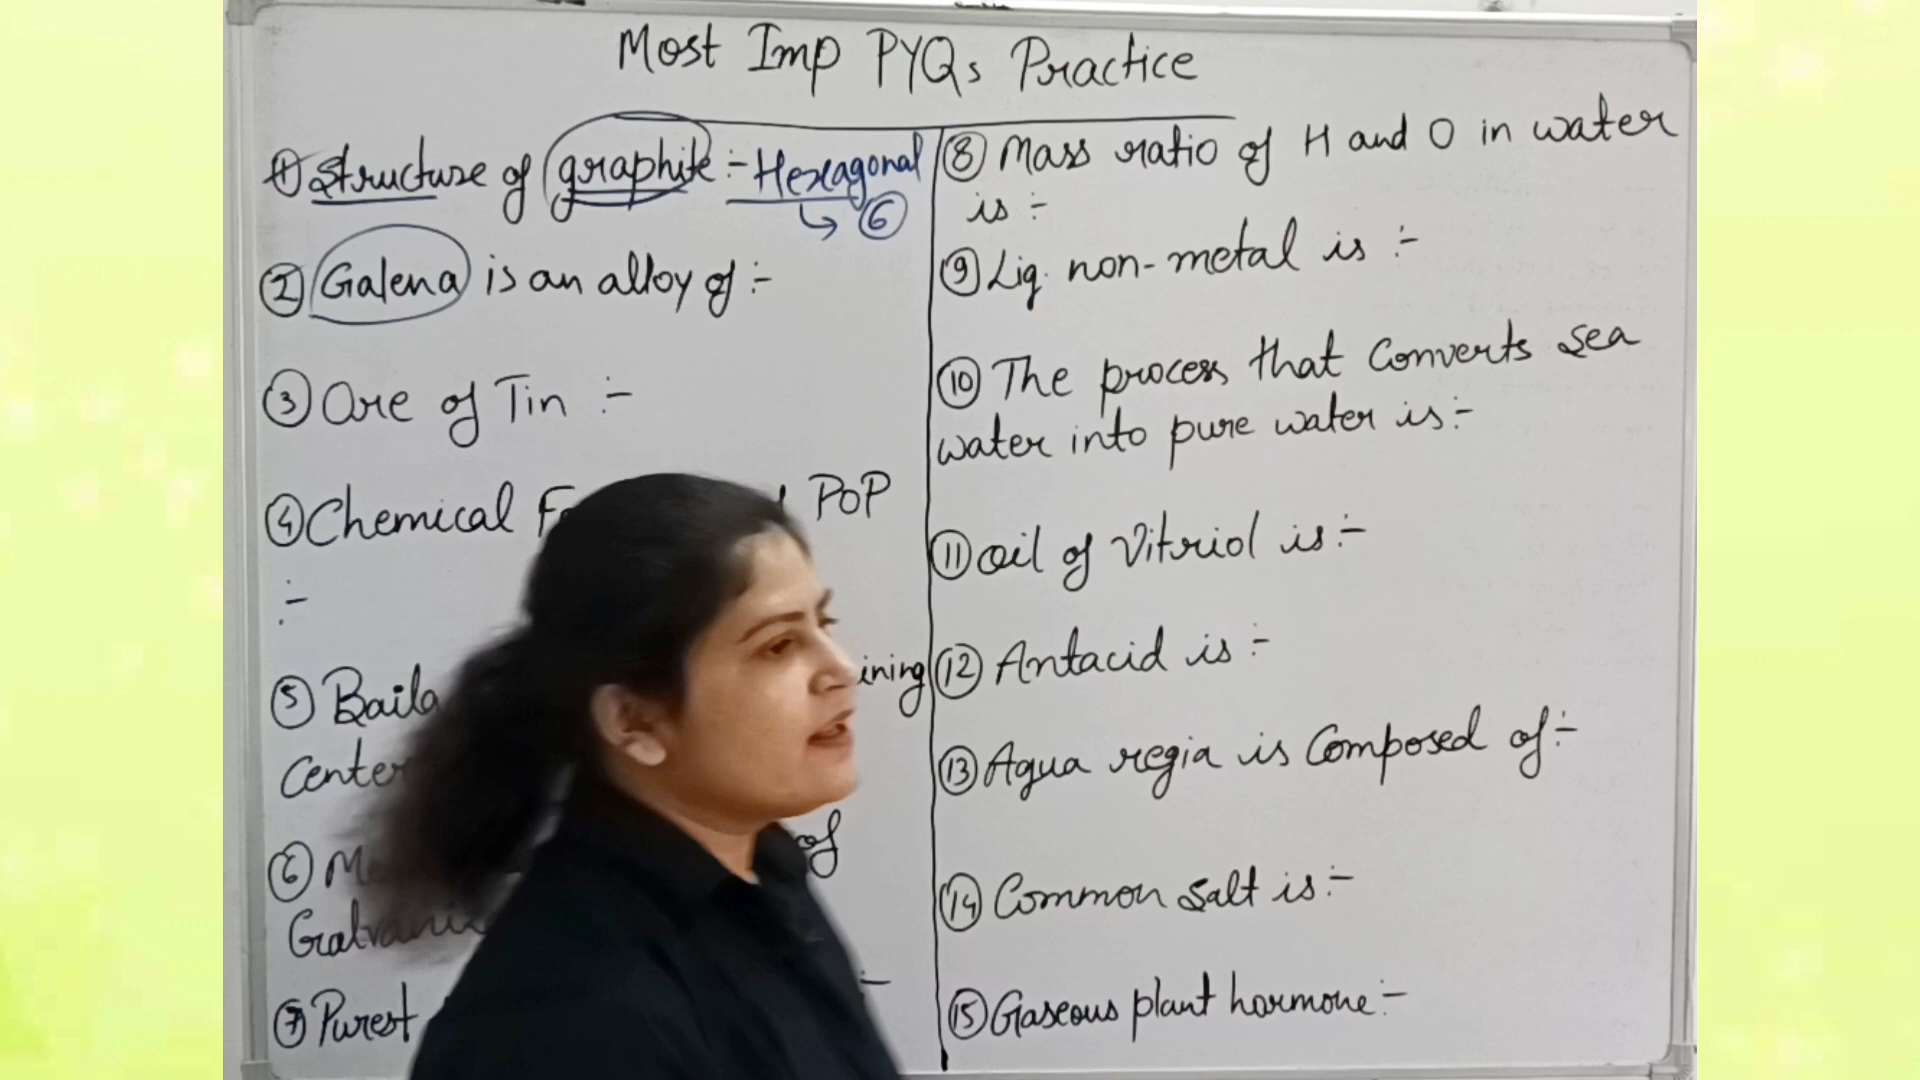 Most Imp PYQs Practice
① Structure of graphite :- Hexagonal
↳ ⑥
② Galena is an alloy of :-
③ Ore of Tin :-
④ Chemical PoP
:-
⑤ ining
Center
⑥ of
⑦ Purest :-
⑧ Mass ratio of H and O in water
is :-
⑨ Liq. non-metal is :-
⑩ The process that converts sea
water into pure water is :-
⑪ oil of Vitriol is :-
⑫ Antacid is :-
⑬ Aqua regia is Composed of :-
⑭ Common Salt is :-
⑮ Gaseous plant hormone :-